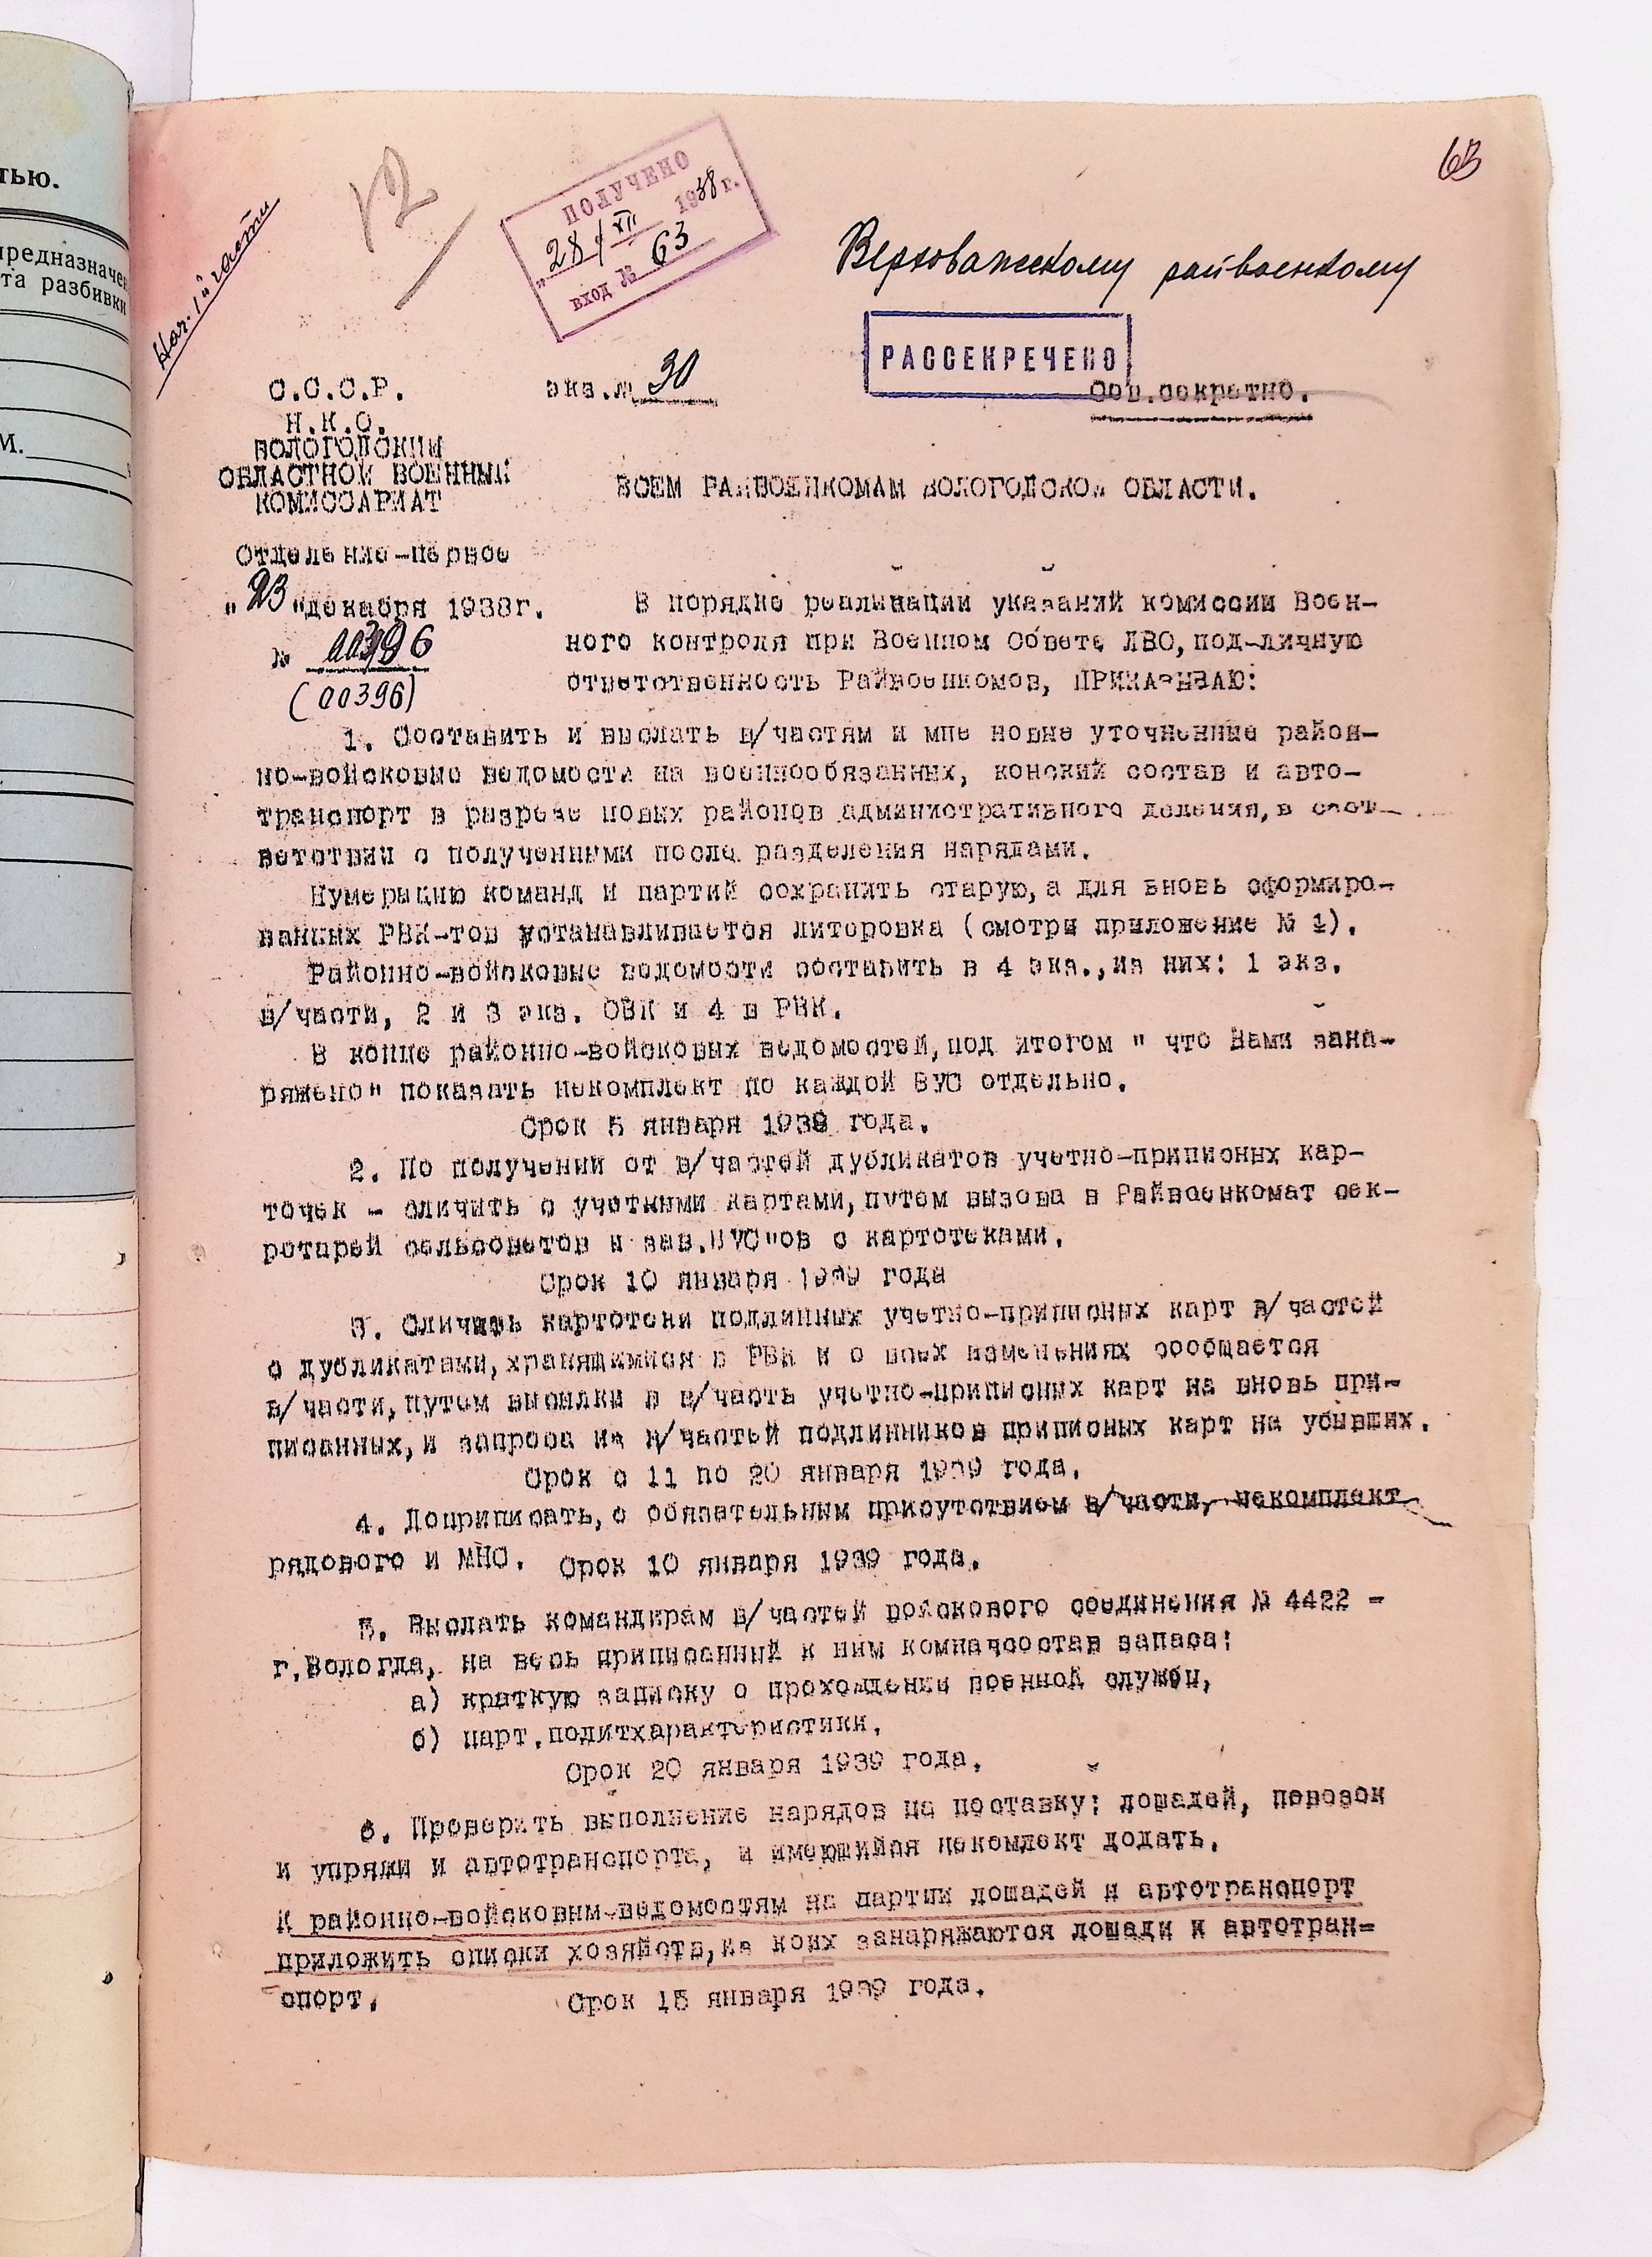 тью.
предназначе
та разбивки
М.
63
Нач. 1й части
12
ПОЛУЧЕНО
"28" XII 1938 г.
ВХОД № 63
Верховажскому райвоенкому
РАССЕКРЕЧЕНО
Сов.секретно.
С.С.С.Р.
экз.№ 30
Н.К.О.
ВОЛОГОДСКИЙ
ОБЛАСТНОЙ ВОЕННЫЙ
КОМИССАРИАТ
ВСЕМ РАЙВОЕНКОМАМ ВОЛОГОДСКОЙ ОБЛАСТИ.
Отделение-первое
"23"декабря 1938г.
№ 00396
(00396)
В порядке реализации указаний комиссии Воен-
ного контроля при Военном Совете ЛВО, под-личную
ответственность Райвоенкомов, ПРИКАЗЫВАЮ:
1. Составить и выслать в/частям и мне новые уточненные район-
но-войсковые ведомости на военнообязанных, конский состав и авто-
транспорт в разрезе новых районов административного деления, в соот-
ветствии с полученными после разделения нарядами.
Нумерацию команд и партий сохранить старую, а для вновь сформиро-
ванных РВК-тов устанавливается литеровка (смотри приложение № 1).
Районно-войсковые ведомости составить в 4 экз., из них: 1 экз.
в/части, 2 и 3 экз. ОВК и 4 в РВК.
В конце районно-войсковых ведомостей, под итогом " что Вами зана-
ряжено" показать некомплект по каждой ВУС отдельно.
Срок 5 января 1939 года.
2. По получении от в/частей дубликатов учетно-приписных кар-
точек - сличить с учетными картами, путем вызова в Райвоенкомат сек-
ретарей сельсоветов и зав.ВУС"ов с картотеками.
Срок 10 января 1939 года
3. Сличить картотеки подлинных учетно-приписных карт в/частей
с дубликатами, хранящимися в РВК и о всех изменениях сообщается
в/части, путем высылки в в/часть учетно-приписных карт на вновь при-
писанных, и запроса из в/частей подлинников приписных карт на убывших.
Срок с 11 по 20 января 1939 года.
4. Доприписать, с обязательным присутствием в/части, некомплект
рядового и МНС. Срок 10 января 1939 года.
5. Выслать командирам в/частей войскового соединения № 4422 -
г.Вологда, на весь приписанный к ним комначсостав запаса:
а) краткую записку о прохождении военной службы,
б) парт.политхарактеристики.
Срок 20 января 1939 года.
6. Проверить выполнение нарядов на поставку: лошадей, повозок
и упряжи и автотранспорта, и имеющийся некомлект додать.
К районно-войсковым-ведомостям на партии лошадей и автотранспорт
приложить списки хозяйств, из коих занаряжаются лошади и автотран=
спорт.
Срок 15 января 1939 года.